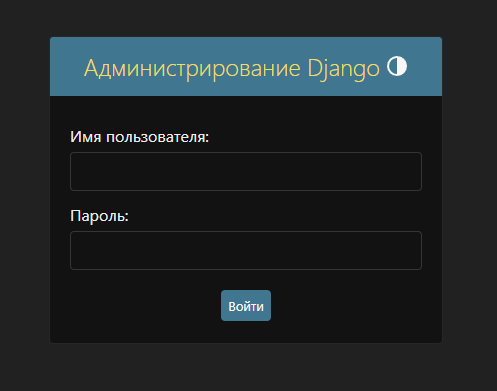 Администрирование Django
Имя пользователя:
Пароль:
Войти